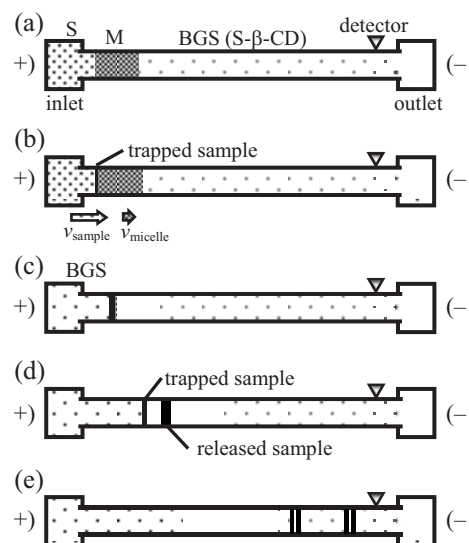 (a)
S M BGS (S-β-CD) detector
+) (–
inlet outlet
(b)
trapped sample
+) (–
v_sample v_micelle
(c)
BGS
+) (–
(d)
trapped sample
+) (–
released sample
(e)
+) (–